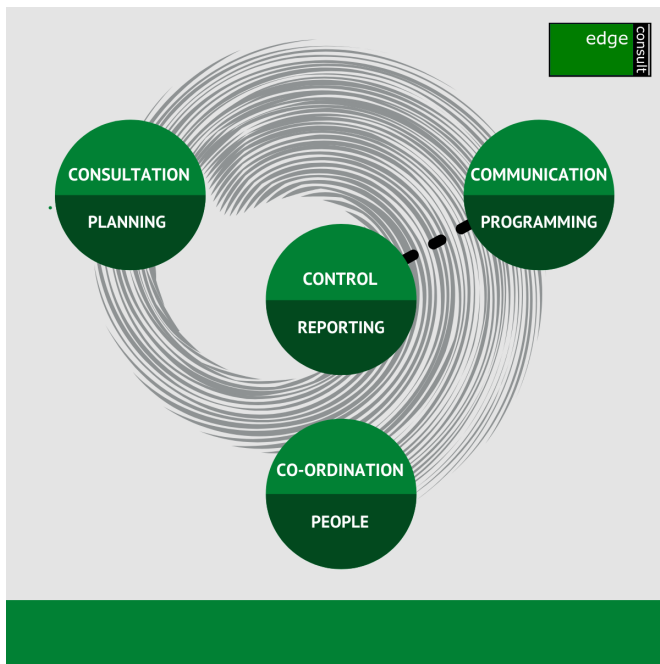 edge
consult
CONSULTATION
PLANNING
COMMUNICATION
PROGRAMMING
CONTROL
REPORTING
CO-ORDINATION
PEOPLE